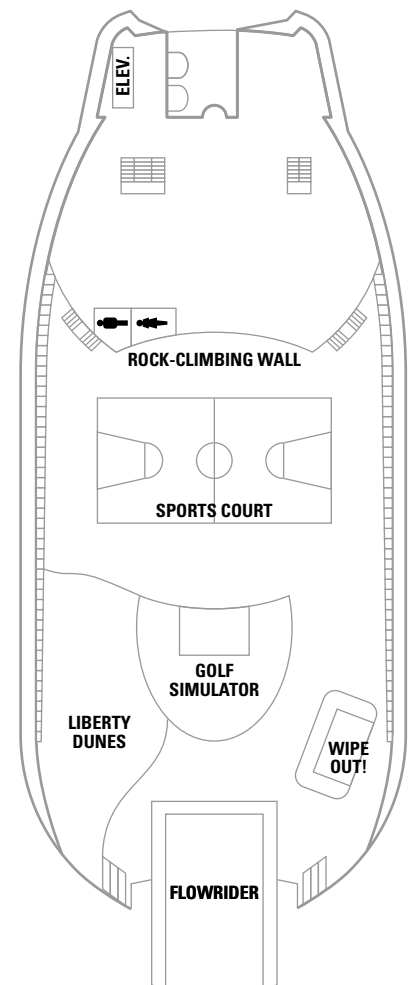 ELEV.
ROCK-CLIMBING WALL
SPORTS COURT
GOLF
SIMULATOR
LIBERTY
DUNES
WIPE
OUT!
FLOWRIDER